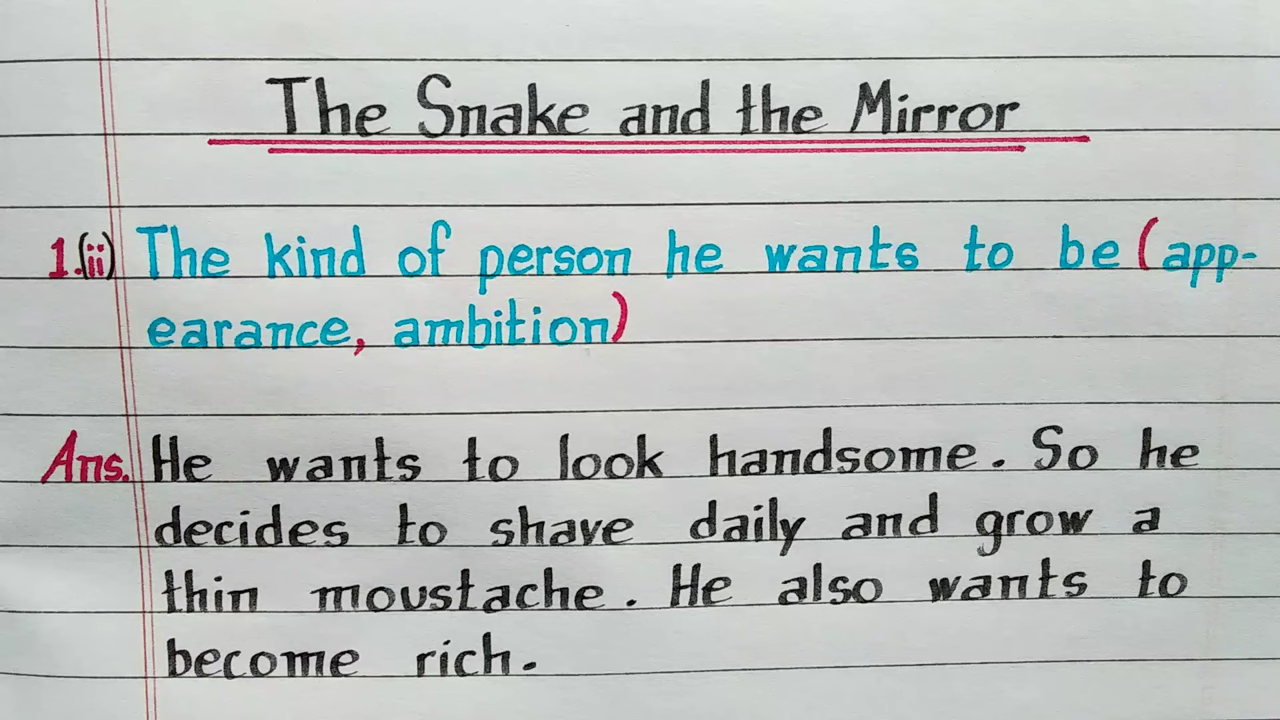 The Snake and the Mirror
1.(ii) The kind of person he wants to be (app-
earance, ambition)
Ans. He wants to look handsome. So he
decides to shave daily and grow a
thin moustache. He also wants to
become rich.